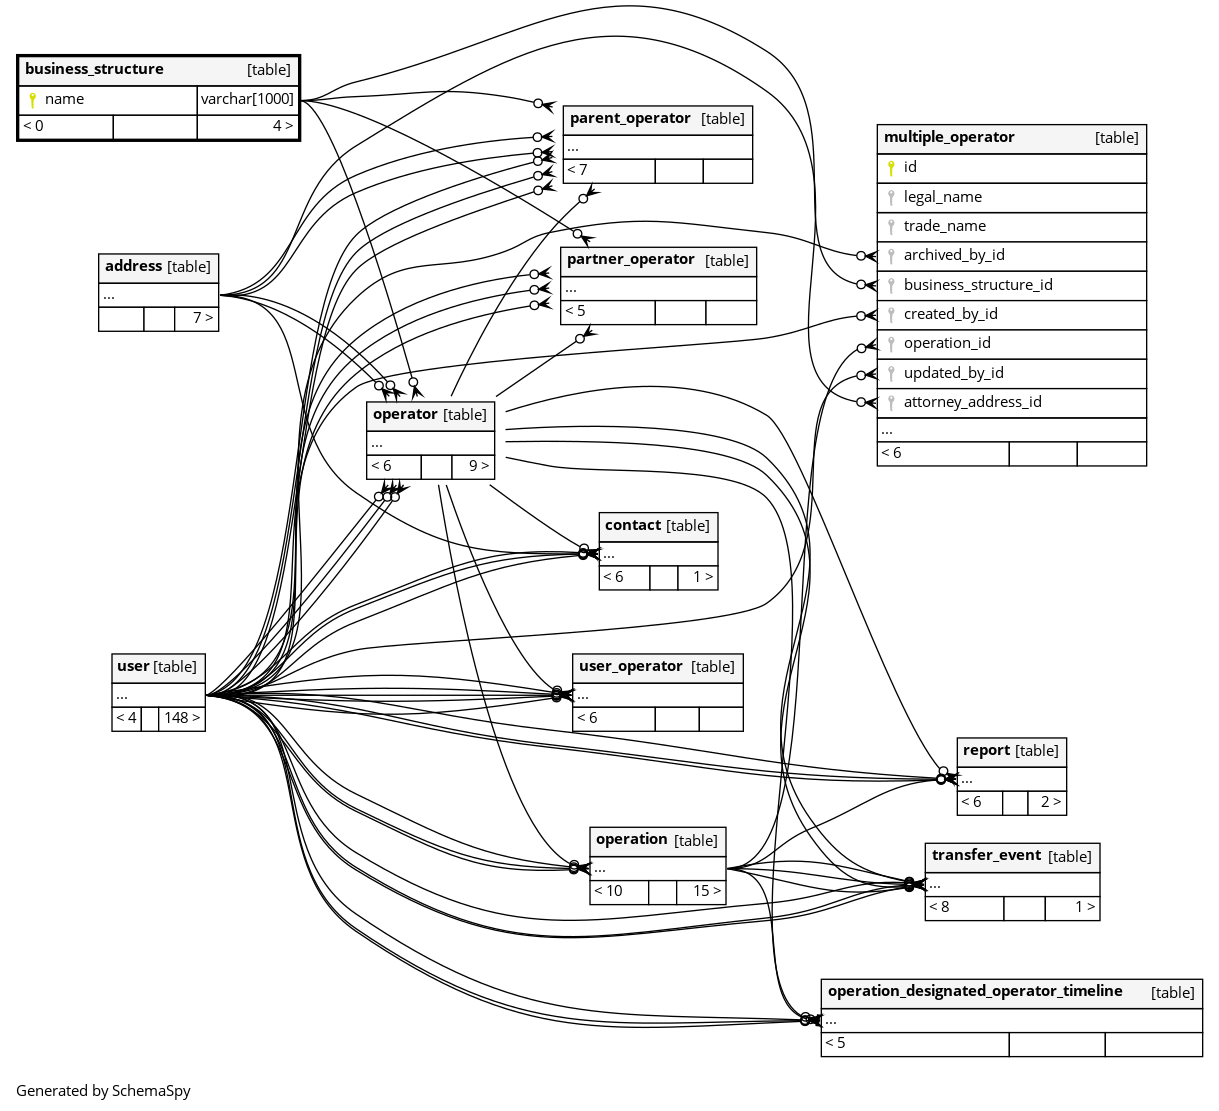 business_structure [table]
name varchar[1000]
< 0 4 >
parent_operator [table]
...
< 7
multiple_operator [table]
id
legal_name
trade_name
archived_by_id
business_structure_id
created_by_id
operation_id
updated_by_id
attorney_address_id
...
< 6
address [table]
...
7 >
partner_operator [table]
...
< 5
operator [table]
...
< 6 9 >
contact [table]
...
< 6 1 >
user [table]
...
< 4 148 >
user_operator [table]
...
< 6
report [table]
...
< 6 2 >
operation [table]
...
< 10 15 >
transfer_event [table]
...
< 8 1 >
operation_designated_operator_timeline [table]
...
< 5
Generated by SchemaSpy